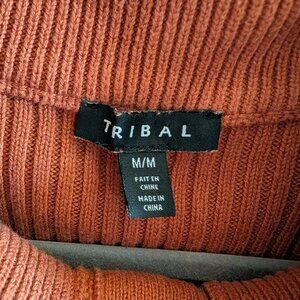 TRIBAL
M/M
FAIT EN
CHINE
MADE IN
CHINA